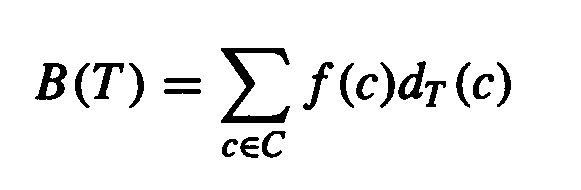 B(T) = ∑ f(c)d_T(c)
c∈C